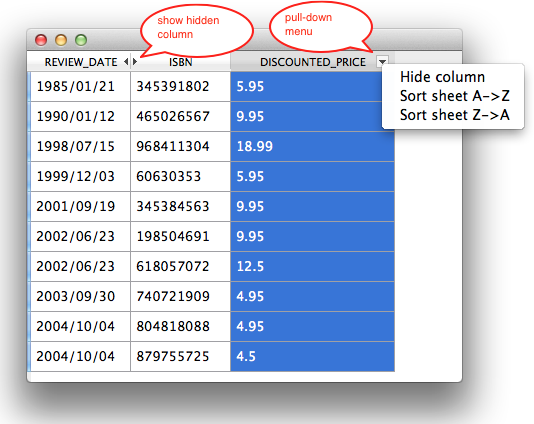 show hidden
column
pull-down
menu
REVIEW_DATE ISBN DISCOUNTED_PRICE
Hide column
Sort sheet A->Z
Sort sheet Z->A
1985/01/21 345391802 5.95
1990/01/12 465026567 9.95
1998/07/15 968411304 18.99
1999/12/03 60630353 5.95
2001/09/19 345384563 9.95
2002/06/23 198504691 9.95
2002/06/23 618057072 12.5
2003/09/30 740721909 4.95
2004/10/04 804818088 4.95
2004/10/04 879755725 4.5